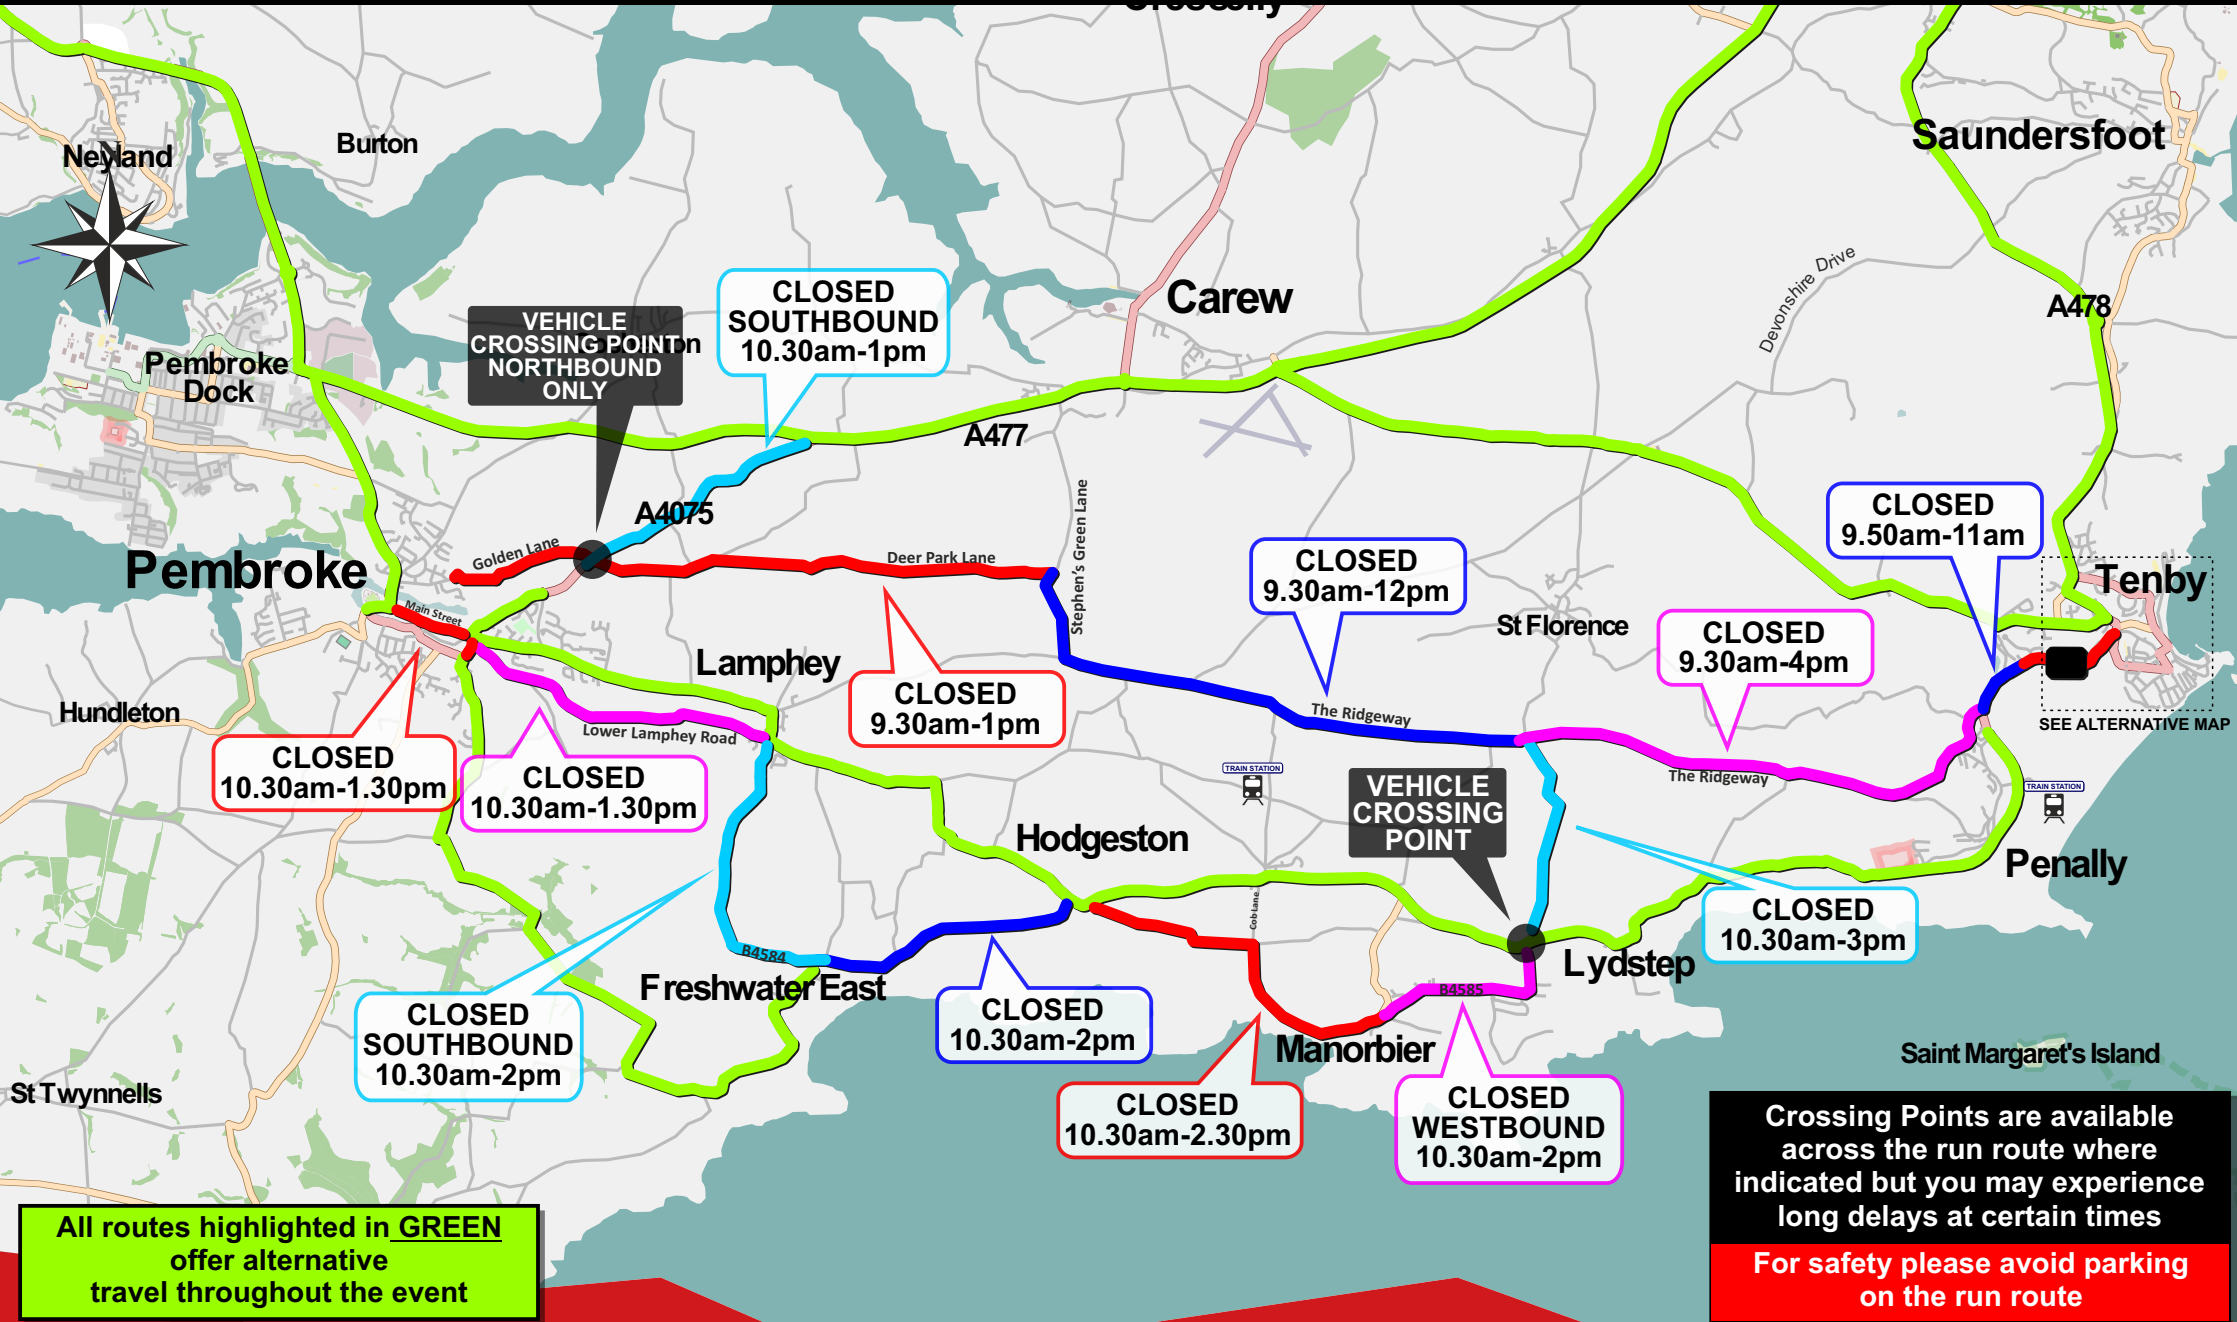 Neyland
Burton
Saundersfoot
Carew
Devonshire Drive
A478
CLOSED
SOUTHBOUND
10.30am-1pm
VEHICLE
CROSSING POINT
NORTHBOUND
ONLY
Pembroke
Dock
A477
A4075
Golden Lane
Deer Park Lane
Stephen's Green Lane
CLOSED
9.50am-11am
CLOSED
9.30am-12pm
Pembroke
Main Street
Tenby
St Florence
CLOSED
9.30am-4pm
Lamphey
CLOSED
9.30am-1pm
The Ridgeway
Hundleton
Lower Lamphey Road
SEE ALTERNATIVE MAP
CLOSED
10.30am-1.30pm
CLOSED
10.30am-1.30pm
TRAIN STATION
VEHICLE
CROSSING
POINT
The Ridgeway
TRAIN STATION
Hodgeston
Penally
Cob Lane
CLOSED
10.30am-3pm
B4584
Freshwater East
Lydstep
B4585
CLOSED
SOUTHBOUND
10.30am-2pm
CLOSED
10.30am-2pm
Manorbier
Saint Margaret's Island
St Twynnells
CLOSED
10.30am-2.30pm
CLOSED
WESTBOUND
10.30am-2pm
Crossing Points are available
across the run route where
indicated but you may experience
long delays at certain times
For safety please avoid parking
on the run route
All routes highlighted in GREEN
offer alternative
travel throughout the event